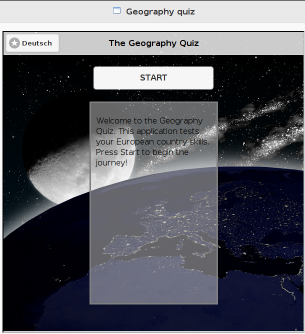 Geography quiz
Deutsch
The Geography Quiz
START
Welcome to the Geography
Quiz. This application tests
your European country skills.
Press Start to begin the
journey!